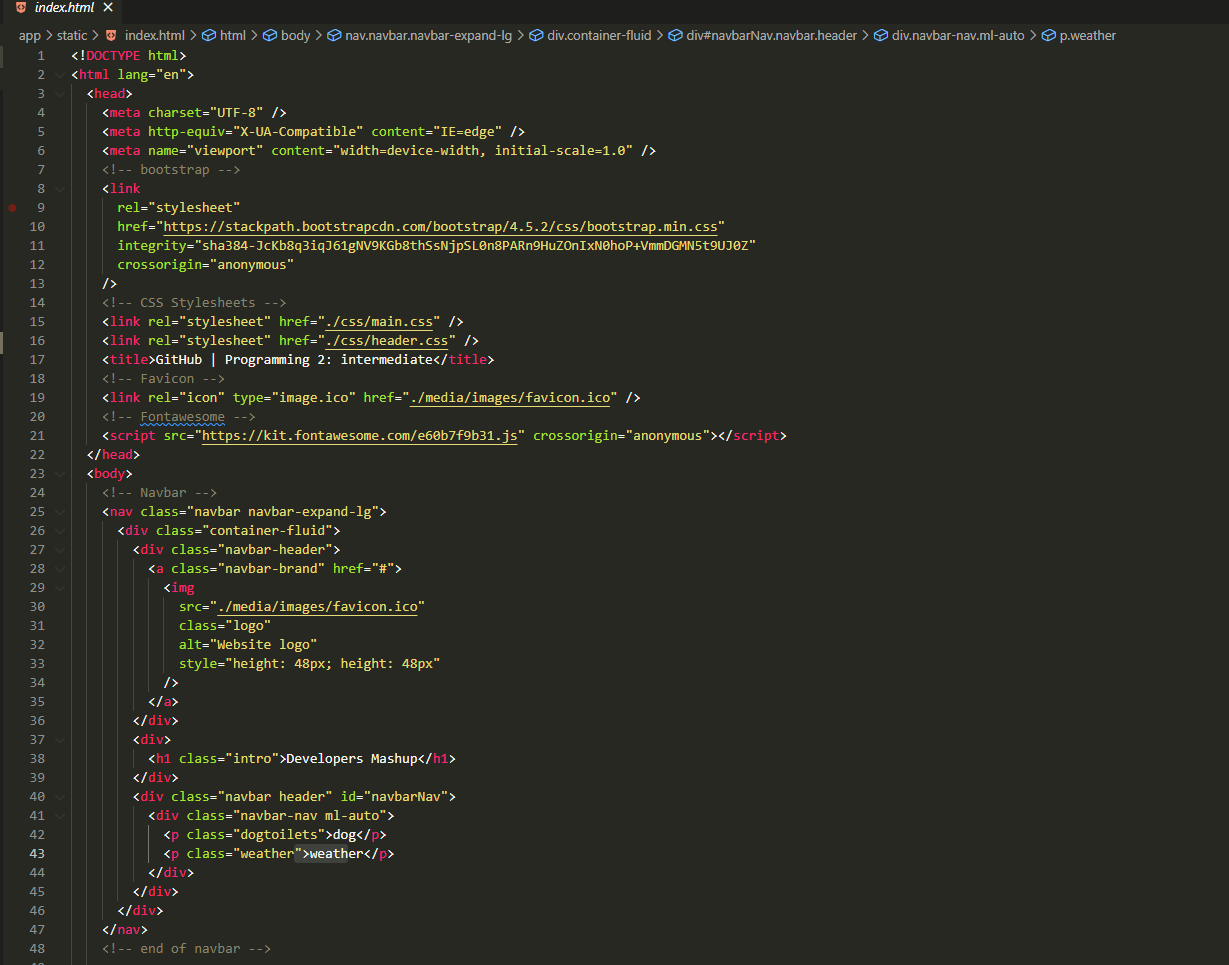 index.html ×
app > static > index.html > html > body > nav.navbar.navbar-expand-lg > div.container-fluid > div#navbarNav.navbar.header > div.navbar-nav.ml-auto > p.weather
1 <!DOCTYPE html>
2 <html lang="en">
3 <head>
4 <meta charset="UTF-8" />
5 <meta http-equiv="X-UA-Compatible" content="IE=edge" />
6 <meta name="viewport" content="width=device-width, initial-scale=1.0" />
7 <!-- bootstrap -->
8 <link
9 rel="stylesheet"
10 href="https://stackpath.bootstrapcdn.com/bootstrap/4.5.2/css/bootstrap.min.css"
11 integrity="sha384-JcKb8q3iqJ61gNV9KGb8thSsNjpSL0n8PARn9HuZOnIxN0hoP+VmmDGMN5t9UJ0Z"
12 crossorigin="anonymous"
13 />
14 <!-- CSS Stylesheets -->
15 <link rel="stylesheet" href="./css/main.css" />
16 <link rel="stylesheet" href="./css/header.css" />
17 <title>GitHub | Programming 2: intermediate</title>
18 <!-- Favicon -->
19 <link rel="icon" type="image.ico" href="./media/images/favicon.ico" />
20 <!-- Fontawesome -->
21 <script src="https://kit.fontawesome.com/e60b7f9b31.js" crossorigin="anonymous"></script>
22 </head>
23 <body>
24 <!-- Navbar -->
25 <nav class="navbar navbar-expand-lg">
26 <div class="container-fluid">
27 <div class="navbar-header">
28 <a class="navbar-brand" href="#">
29 <img
30 src="./media/images/favicon.ico"
31 class="logo"
32 alt="Website logo"
33 style="height: 48px; height: 48px"
34 />
35 </a>
36 </div>
37 <div>
38 <h1 class="intro">Developers Mashup</h1>
39 </div>
40 <div class="navbar header" id="navbarNav">
41 <div class="navbar-nav ml-auto">
42 <p class="dogtoilets">dog</p>
43 <p class="weather">weather</p>
44 </div>
45 </div>
46 </div>
47 </nav>
48 <!-- end of navbar -->